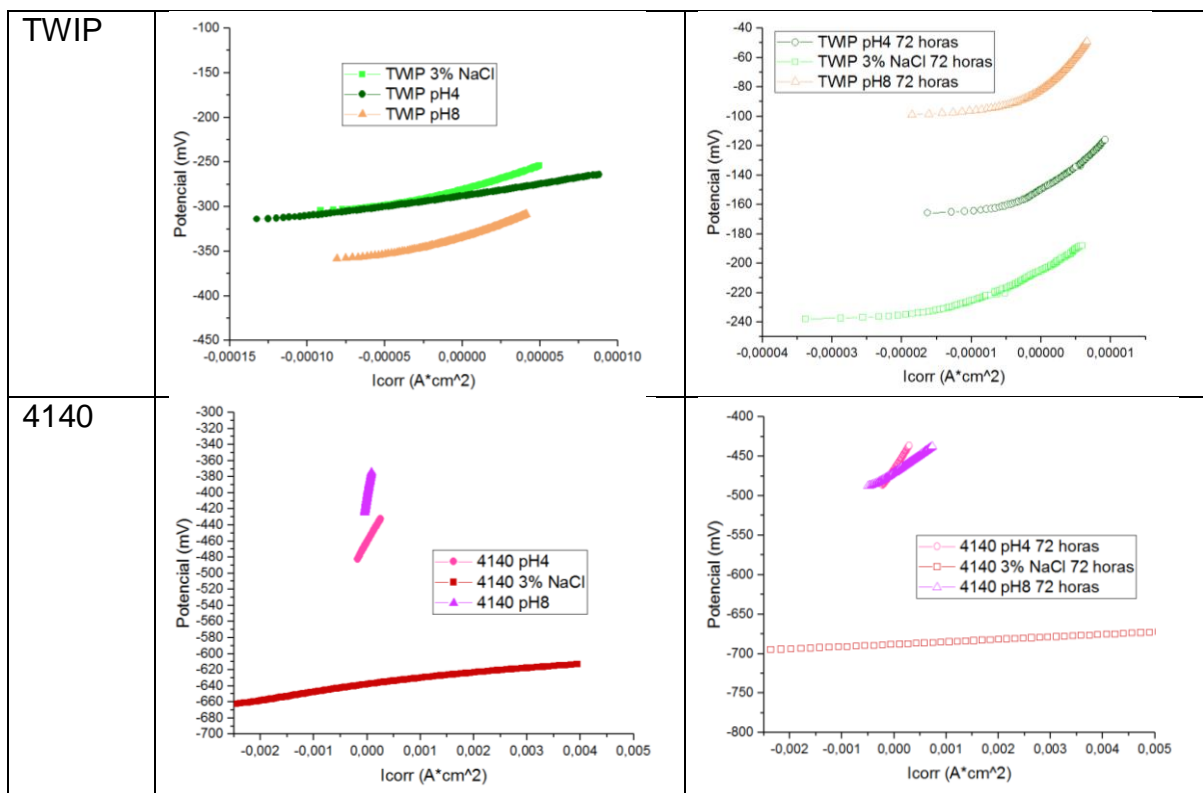 TWIP
-100
-150
-200
-250
-300
-350
-400
-450
Potencial (mV)
TWIP 3% NaCl
TWIP pH4
TWIP pH8
-0,00015 -0,00010 -0,00005 0,00000 0,00005 0,00010
Icorr (A*cm^2)
-40
-60
-80
-100
-120
-140
-160
-180
-200
-220
-240
Potencial (mV)
TWIP pH4 72 horas
TWIP 3% NaCl 72 horas
TWIP pH8 72 horas
-0,00004 -0,00003 -0,00002 -0,00001 0,00000 0,00001
Icorr (A*cm^2)
4140
-300
-320
-340
-360
-380
-400
-420
-440
-460
-480
-500
-520
-540
-560
-580
-600
-620
-640
-660
-680
-700
Potencial (mV)
4140 pH4
4140 3% NaCl
4140 pH8
-0,002 -0,001 0,000 0,001 0,002 0,003 0,004 0,005
Icorr (A*cm^2)
-400
-450
-500
-550
-600
-650
-700
-750
-800
Potencial (mV)
4140 pH4 72 horas
4140 3% NaCl 72 horas
4140 pH8 72 horas
-0,002 -0,001 0,000 0,001 0,002 0,003 0,004 0,005
Icorr (A*cm^2)